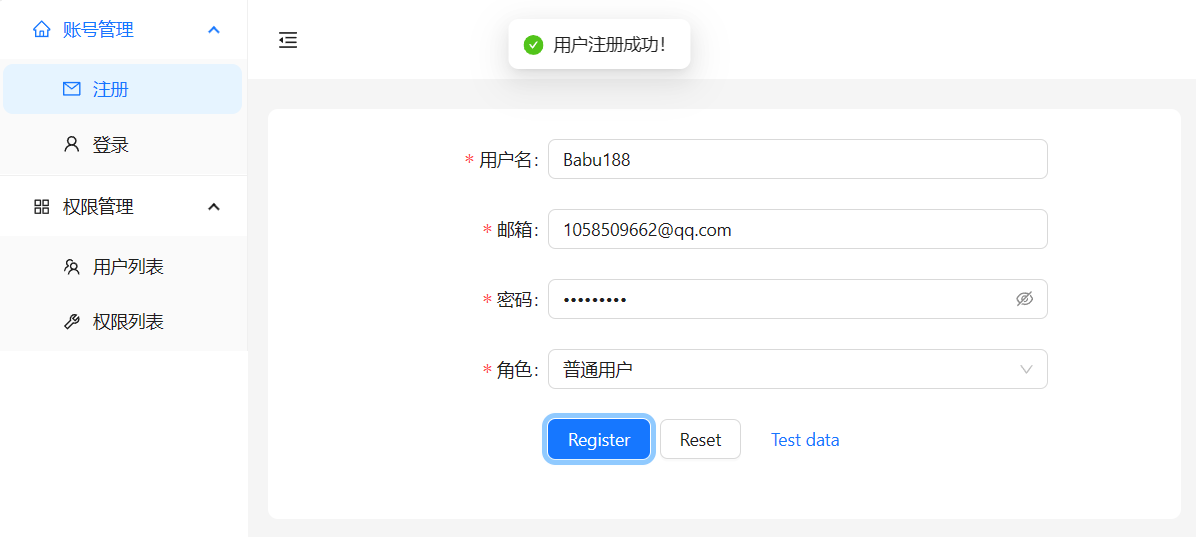 账号管理
注册
登录
权限管理
用户列表
权限列表
用户注册成功!
* 用户名: Babu188
* 邮箱: 1058509662@qq.com
* 密码: •••••••••
* 角色: 普通用户
Register Reset Test data